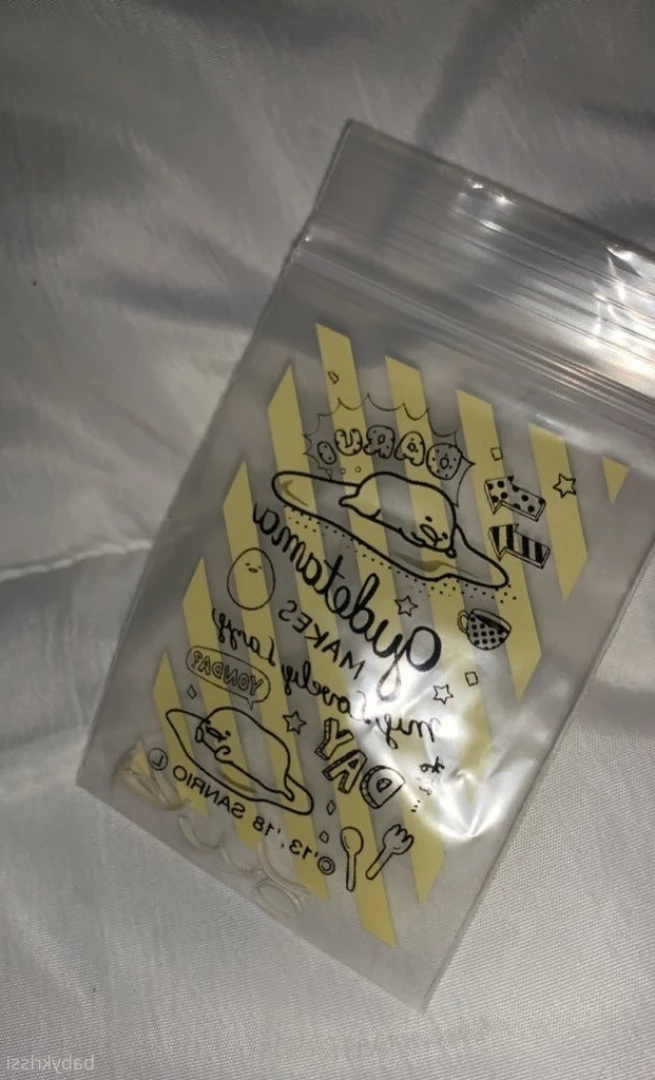 gudetama
MAKES
my lovely lazy
DAY
YONDA?
©'13,'18 SANRIO Ⓛ
babykrissi